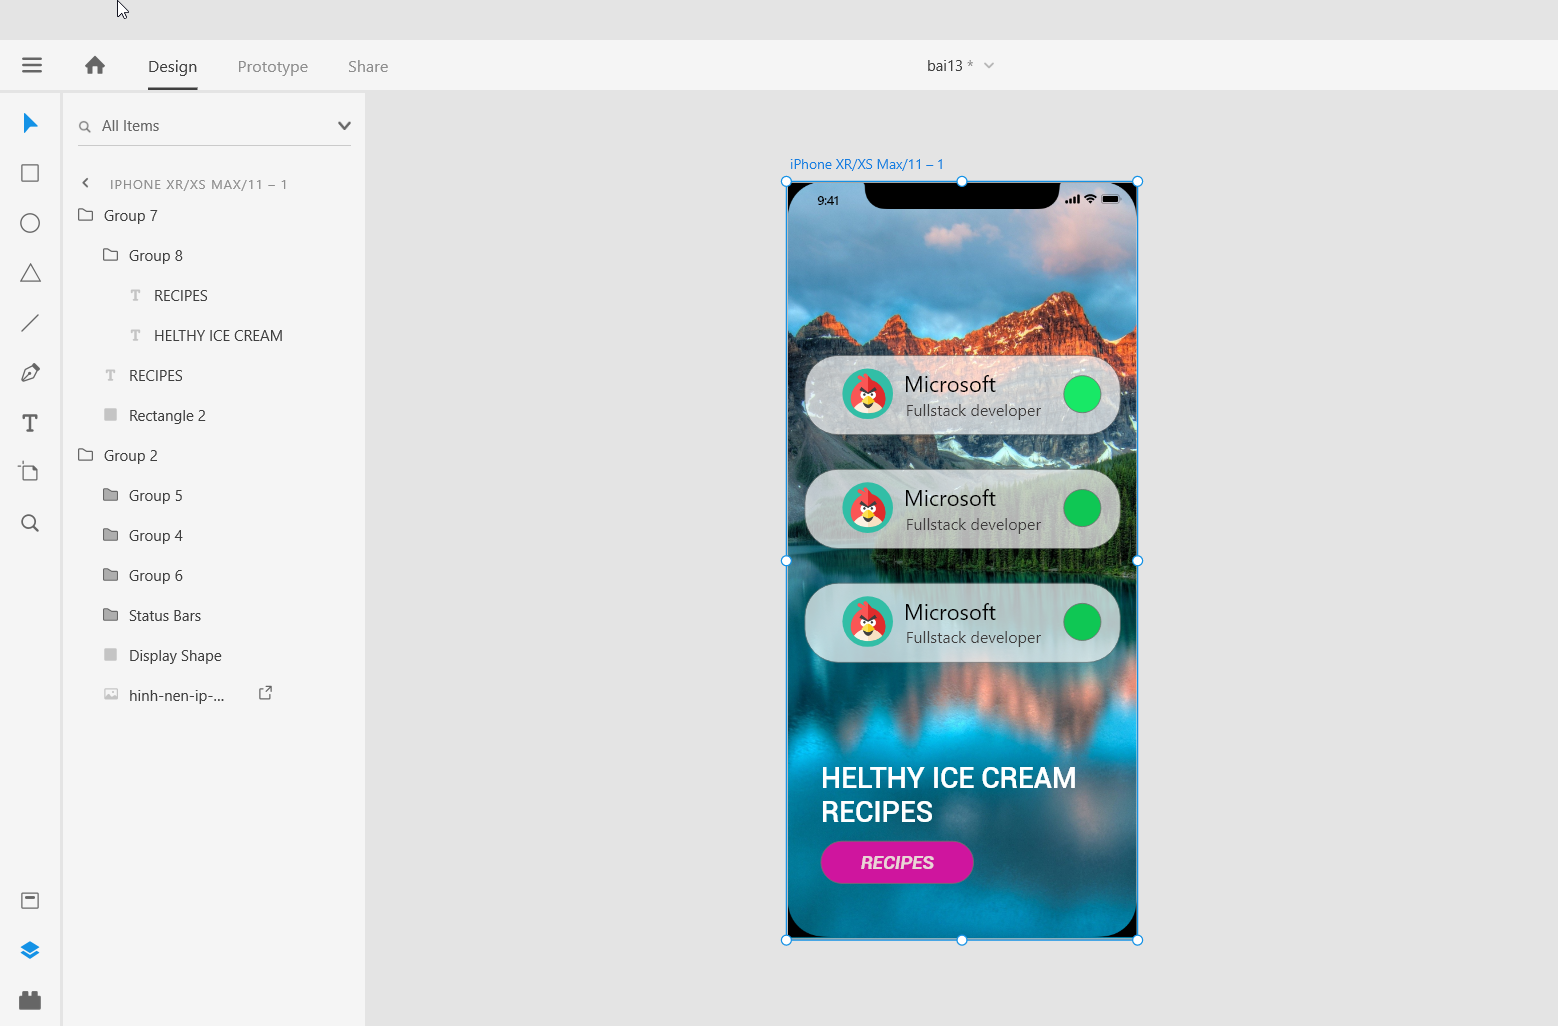 Design Prototype Share
bai13 *
All Items
IPHONE XR/XS MAX/11 – 1
Group 7
Group 8
RECIPES
HELTHY ICE CREAM
RECIPES
Rectangle 2
Group 2
Group 5
Group 4
Group 6
Status Bars
Display Shape
hinh-nen-ip-...
iPhone XR/XS Max/11 – 1
9:41
Microsoft
Fullstack developer
Microsoft
Fullstack developer
Microsoft
Fullstack developer
HELTHY ICE CREAM
RECIPES
RECIPES